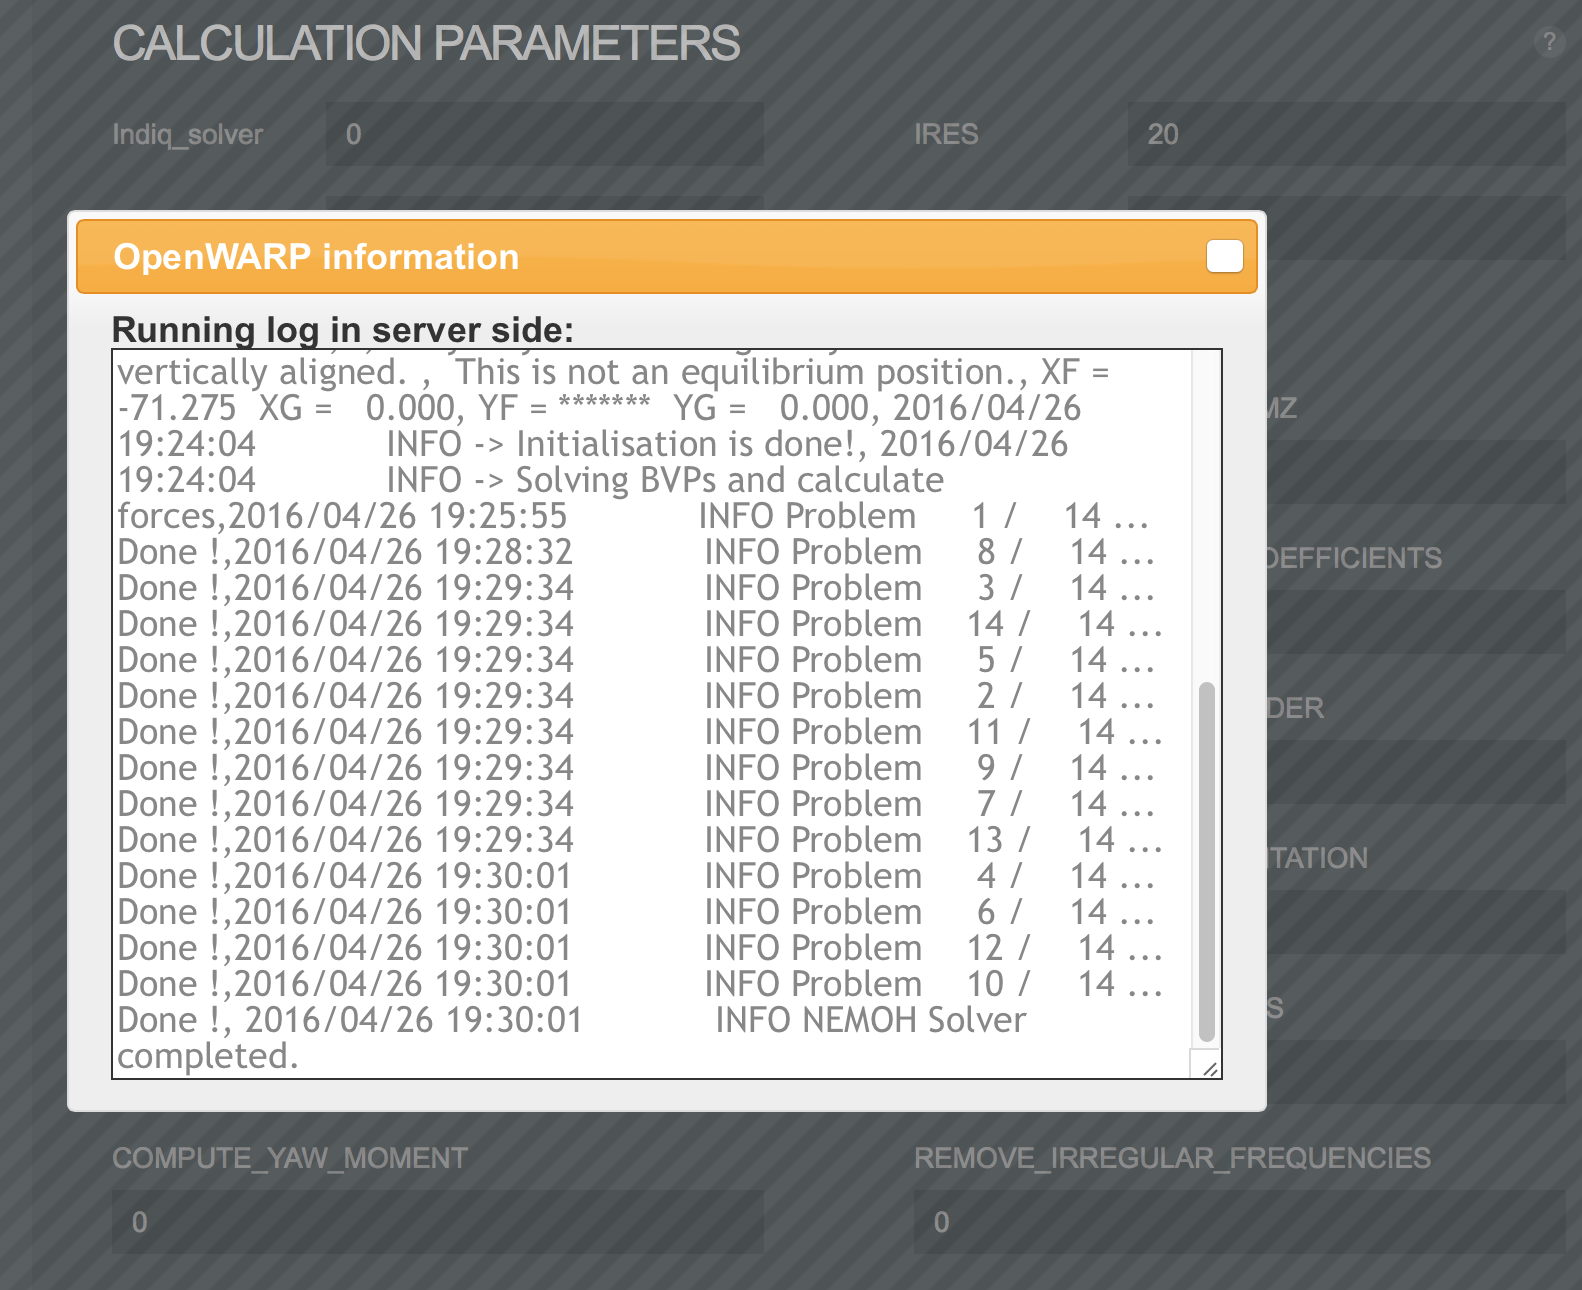 CALCULATION PARAMETERS
?
Indiq_solver 0 IRES 20
OpenWARP information
Running log in server side:
vertically aligned. ,  This is not an equilibrium position., XF =
-71.275  XG =   0.000, YF = *******  YG =   0.000, 2016/04/26
19:24:04 INFO -> Initialisation is done!, 2016/04/26
19:24:04 INFO -> Solving BVPs and calculate
forces,2016/04/26 19:25:55 INFO Problem 1 / 14 ...
Done !,2016/04/26 19:28:32 INFO Problem 8 / 14 ...
Done !,2016/04/26 19:29:34 INFO Problem 3 / 14 ...
Done !,2016/04/26 19:29:34 INFO Problem 14 / 14 ...
Done !,2016/04/26 19:29:34 INFO Problem 5 / 14 ...
Done !,2016/04/26 19:29:34 INFO Problem 2 / 14 ...
Done !,2016/04/26 19:29:34 INFO Problem 11 / 14 ...
Done !,2016/04/26 19:29:34 INFO Problem 9 / 14 ...
Done !,2016/04/26 19:29:34 INFO Problem 7 / 14 ...
Done !,2016/04/26 19:29:34 INFO Problem 13 / 14 ...
Done !,2016/04/26 19:30:01 INFO Problem 4 / 14 ...
Done !,2016/04/26 19:30:01 INFO Problem 6 / 14 ...
Done !,2016/04/26 19:30:01 INFO Problem 12 / 14 ...
Done !,2016/04/26 19:30:01 INFO Problem 10 / 14 ...
Done !, 2016/04/26 19:30:01 INFO NEMOH Solver
completed.
MZ
OEFFICIENTS
DER
ITATION
S
COMPUTE_YAW_MOMENT REMOVE_IRREGULAR_FREQUENCIES
0 0